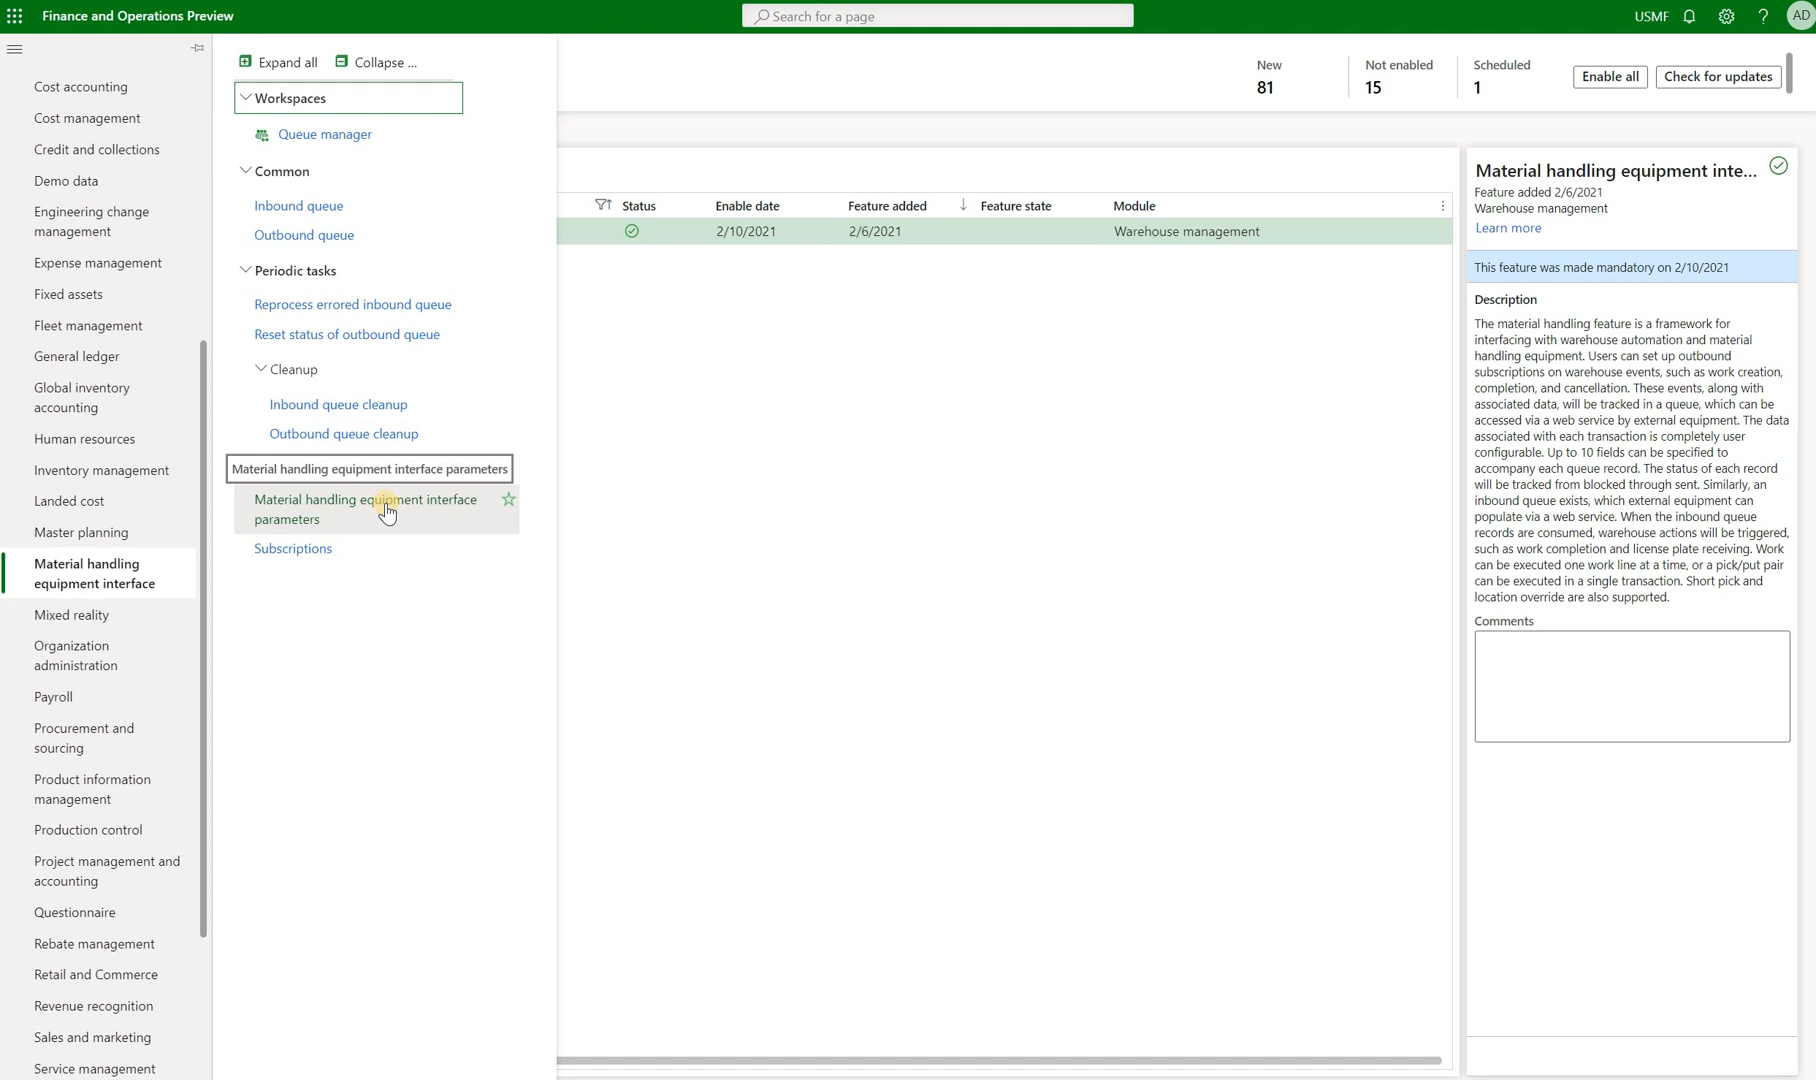 Finance and Operations Preview
Search for a page
USMF
?
AD
Cost accounting
Cost management
Credit and collections
Demo data
Engineering change
management
Expense management
Fixed assets
Fleet management
General ledger
Global inventory
accounting
Human resources
Inventory management
Landed cost
Master planning
Material handling
equipment interface
Mixed reality
Organization
administration
Payroll
Procurement and
sourcing
Product information
management
Production control
Project management and
accounting
Questionnaire
Rebate management
Retail and Commerce
Revenue recognition
Sales and marketing
Service management
Expand all
Collapse ...
Workspaces
Queue manager
Common
Inbound queue
Outbound queue
Periodic tasks
Reprocess errored inbound queue
Reset status of outbound queue
Cleanup
Inbound queue cleanup
Outbound queue cleanup
Material handling equipment interface parameters
Material handling equipment interface
parameters
Subscriptions
New
81
Not enabled
15
Scheduled
1
Enable all
Check for updates
Status Enable date Feature added Feature state Module
2/10/2021 2/6/2021 Warehouse management
Material handling equipment inte...
Feature added 2/6/2021
Warehouse management
Learn more
This feature was made mandatory on 2/10/2021
Description
The material handling feature is a framework for
interfacing with warehouse automation and material
handling equipment. Users can set up outbound
subscriptions on warehouse events, such as work creation,
completion, and cancellation. These events, along with
associated data, will be tracked in a queue, which can be
accessed via a web service by external equipment. The data
associated with each transaction is completely user
configurable. Up to 10 fields can be specified to
accompany each queue record. The status of each record
will be tracked from blocked through sent. Similarly, an
inbound queue exists, which external equipment can
populate via a web service. When the inbound queue
records are consumed, warehouse actions will be triggered,
such as work completion and license plate receiving. Work
can be executed one work line at a time, or a pick/put pair
can be executed in a single transaction. Short pick and
location override are also supported.
Comments